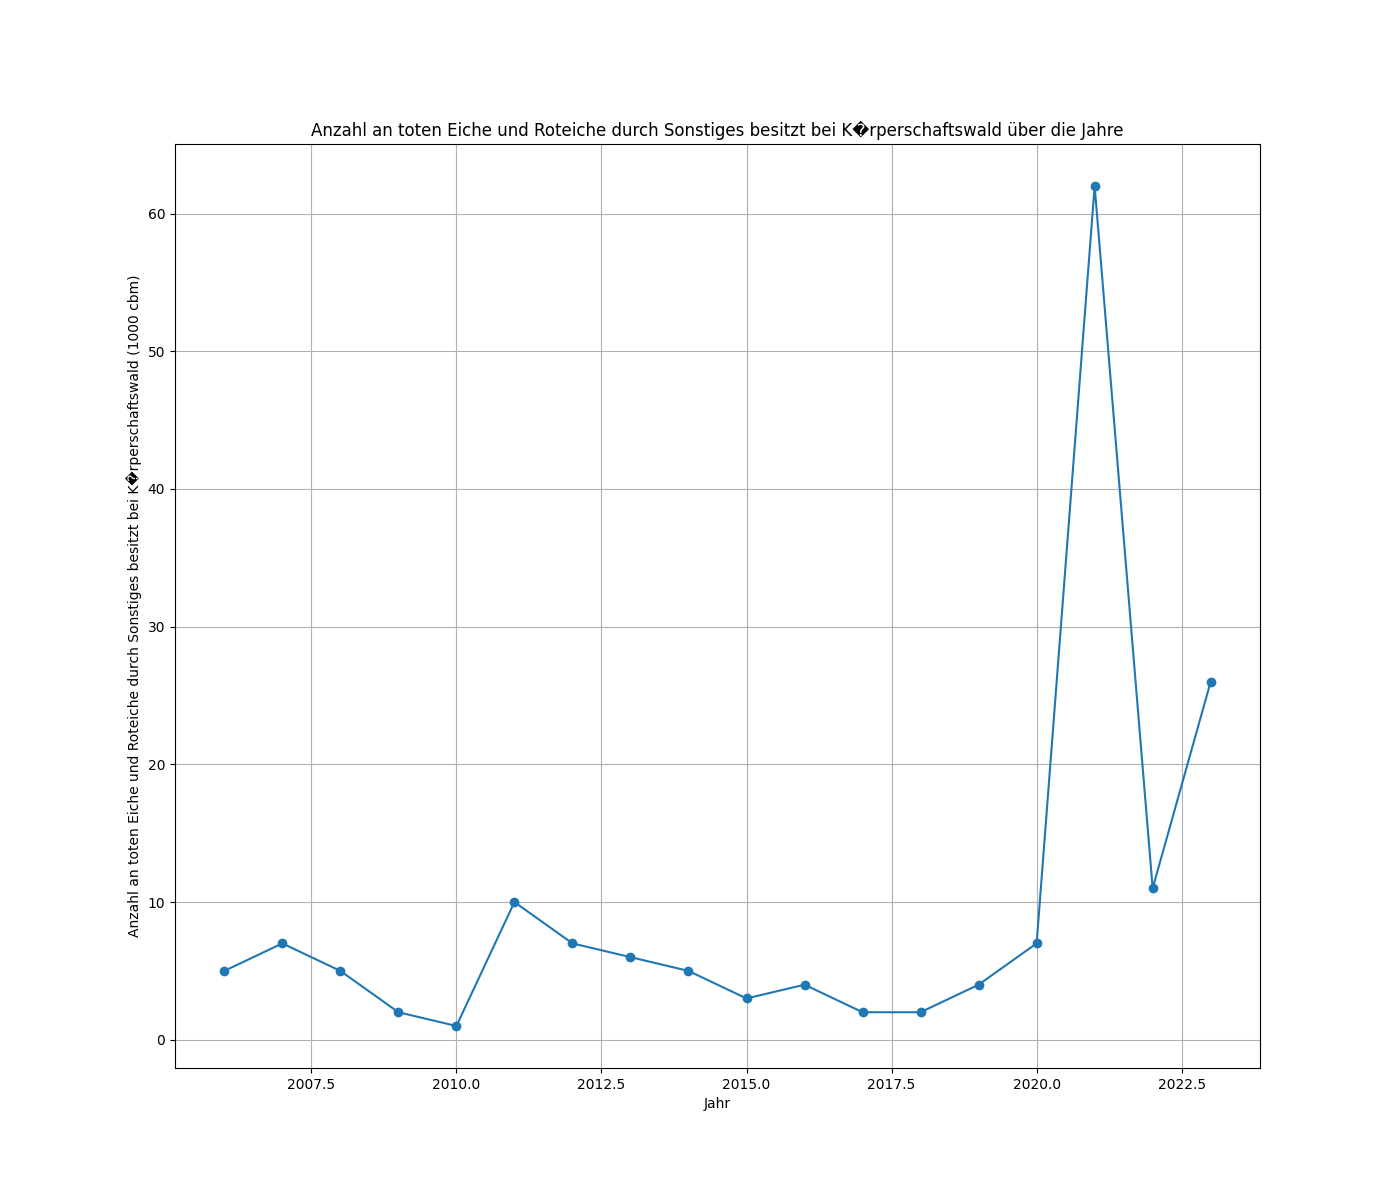 Anzahl an toten Eiche und Roteiche durch Sonstiges besitzt bei K�rperschaftswald über die Jahre
Anzahl an toten Eiche und Roteiche durch Sonstiges besitzt bei K�rperschaftswald (1000 cbm)
60
50
40
30
20
10
0
2007.5 2010.0 2012.5 2015.0 2017.5 2020.0 2022.5
Jahr